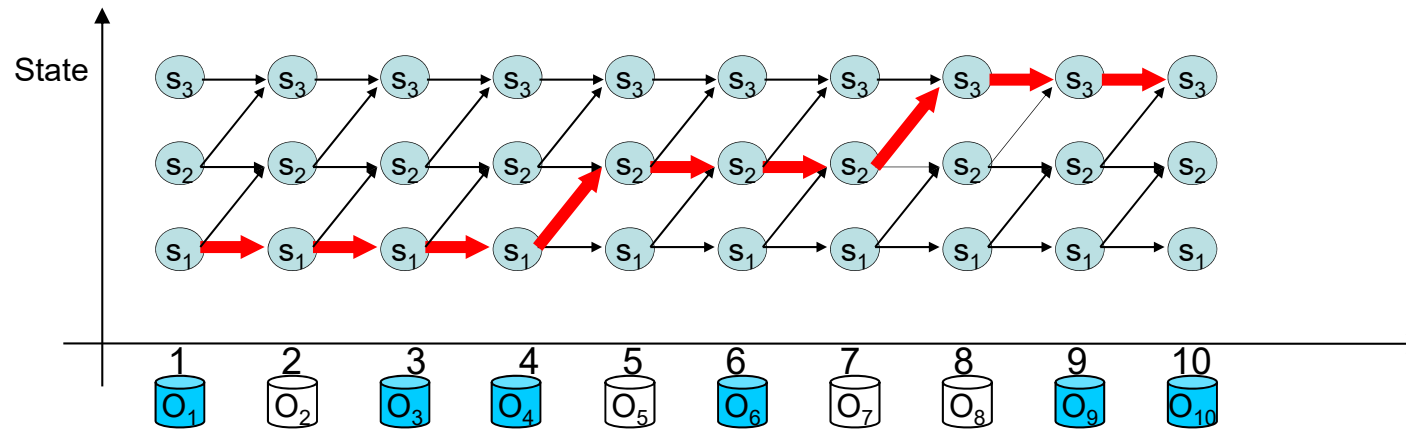 State
s₃ s₃ s₃ s₃ s₃ s₃ s₃ s₃ s₃ s₃
s₂ s₂ s₂ s₂ s₂ s₂ s₂ s₂ s₂ s₂
s₁ s₁ s₁ s₁ s₁ s₁ s₁ s₁ s₁ s₁
1 2 3 4 5 6 7 8 9 10
O₁ O₂ O₃ O₄ O₅ O₆ O₇ O₈ O₉ O₁₀